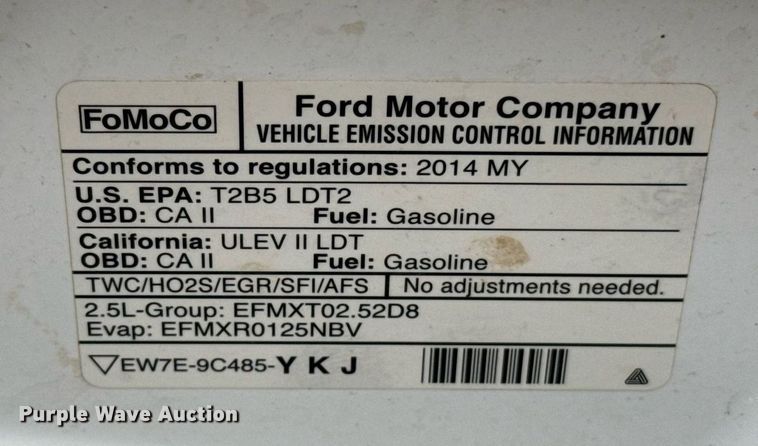 FoMoCo
Ford Motor Company
VEHICLE EMISSION CONTROL INFORMATION
Conforms to regulations: 2014 MY
U.S. EPA: T2B5 LDT2
OBD: CA II Fuel: Gasoline
California: ULEV II LDT
OBD: CA II Fuel: Gasoline
TWC/HO2S/EGR/SFI/AFS No adjustments needed.
2.5L-Group: EFMXT02.52D8
Evap: EFMXR0125NBV
EW7E-9C485-Y K J
Purple Wave Auction